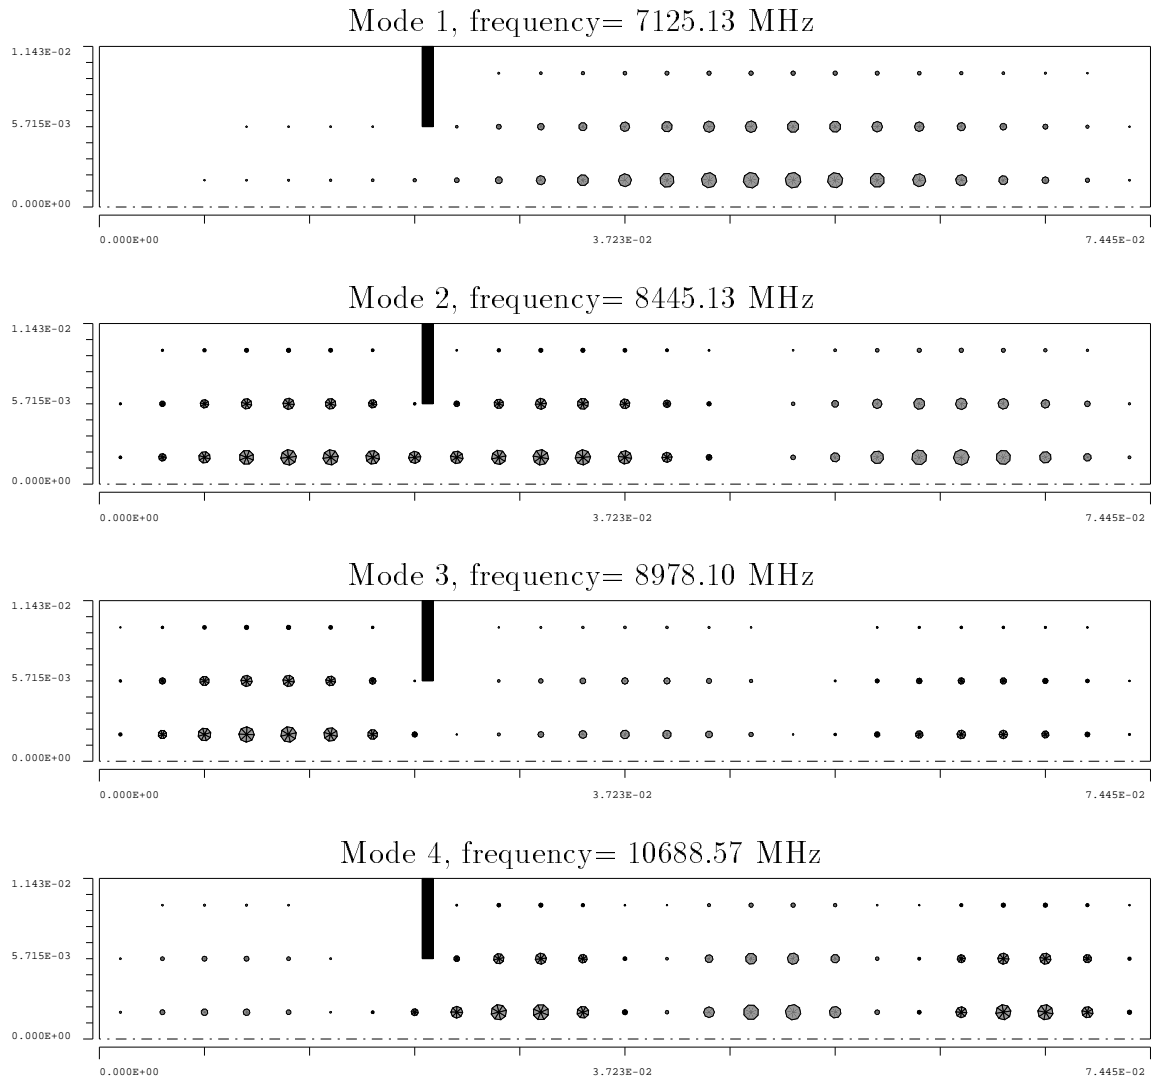 Mode 1, frequency= 7125.13 MHz
1.143E-02
5.715E-03
0.000E+00
0.000E+00 3.723E-02 7.445E-02
Mode 2, frequency= 8445.13 MHz
1.143E-02
5.715E-03
0.000E+00
0.000E+00 3.723E-02 7.445E-02
Mode 3, frequency= 8978.10 MHz
1.143E-02
5.715E-03
0.000E+00
0.000E+00 3.723E-02 7.445E-02
Mode 4, frequency= 10688.57 MHz
1.143E-02
5.715E-03
0.000E+00
0.000E+00 3.723E-02 7.445E-02